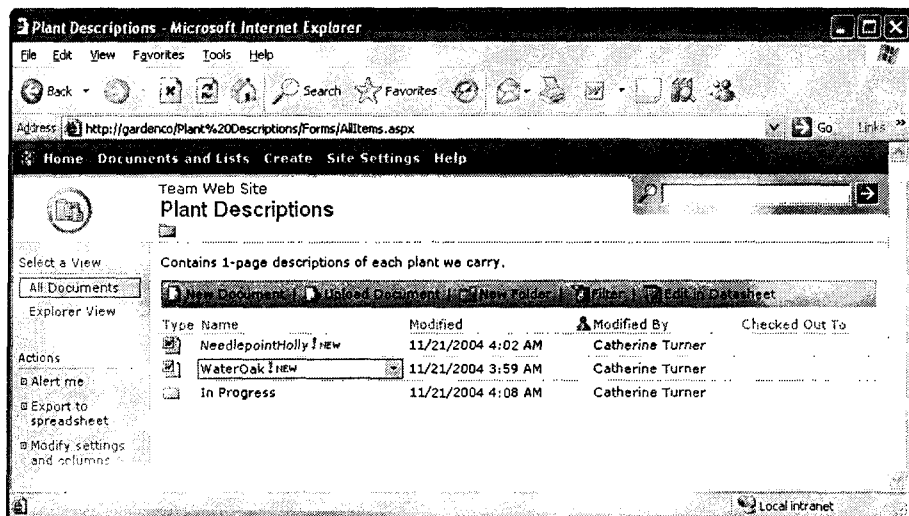 Plant Descriptions - Microsoft Internet Explorer
File Edit View Favorites Tools Help
Back Search Favorites
Address http://gardenco/Plant%20Descriptions/Forms/AllItems.aspx Go Links »
Home Documents and Lists Create Site Settings Help
Team Web Site
Plant Descriptions
Select a View
Contains 1-page descriptions of each plant we carry.
All Documents
Explorer View
New Document | Upload Document | New Folder | Filter | Edit in Datasheet
Type Name Modified Modified By Checked Out To
NeedlepointHolly ! NEW 11/21/2004 4:02 AM Catherine Turner
WaterOak ! NEW 11/21/2004 3:59 AM Catherine Turner
In Progress 11/21/2004 4:08 AM Catherine Turner
Actions
Alert me
Export to
spreadsheet
Modify settings
and columns
Local intranet